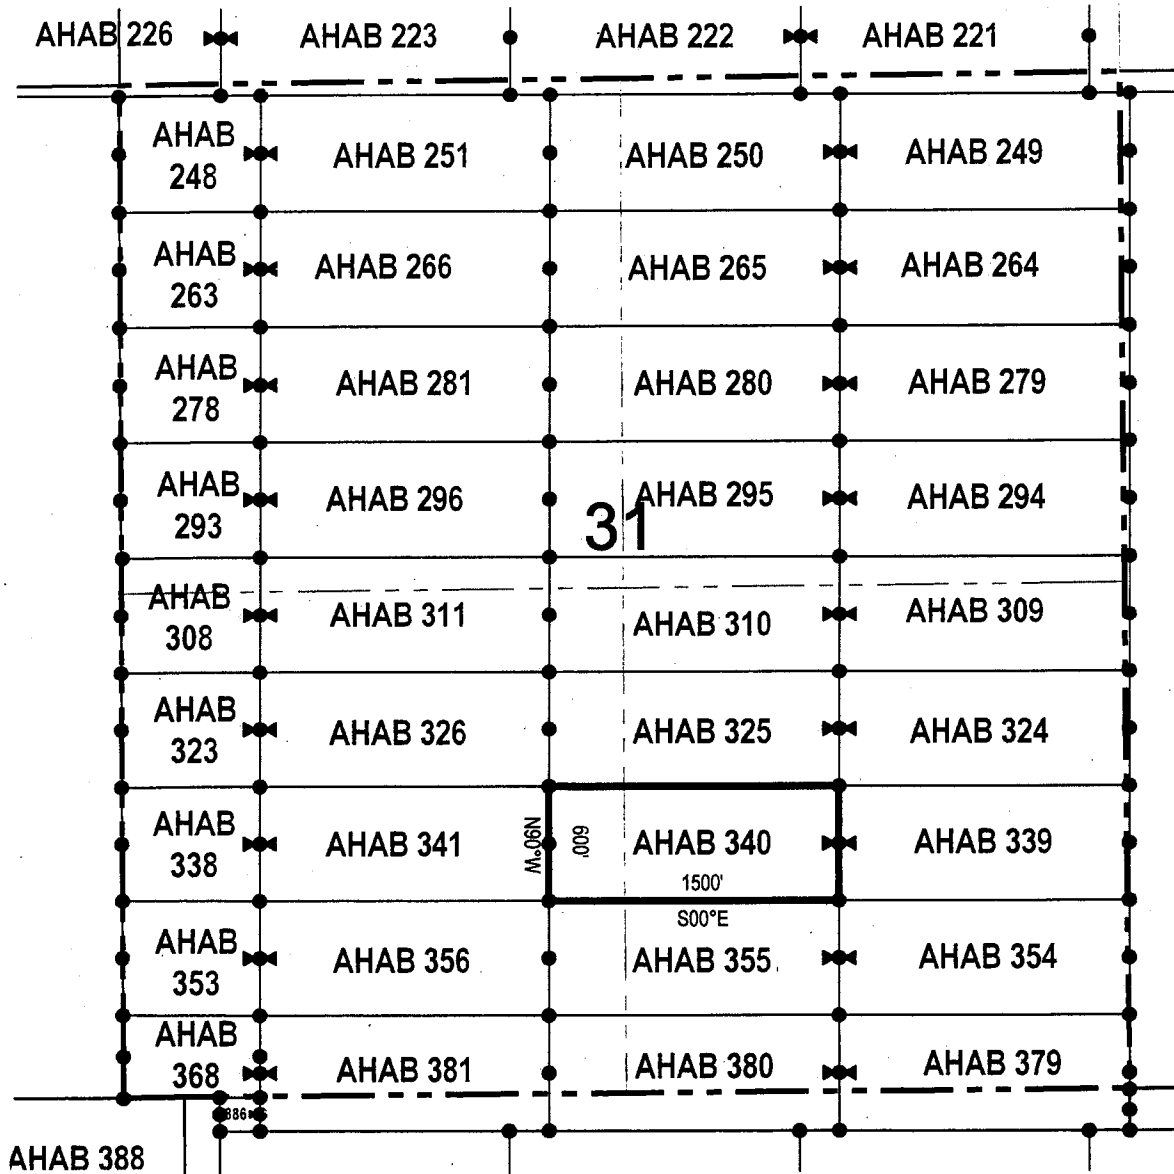 AHAB 226
AHAB 223
AHAB 222
AHAB 221
AHAB
248
AHAB 251
AHAB 250
AHAB 249
AHAB
263
AHAB 266
AHAB 265
AHAB 264
AHAB
278
AHAB 281
AHAB 280
AHAB 279
AHAB
293
AHAB 296
AHAB 295
AHAB 294
31
AHAB
308
AHAB 311
AHAB 310
AHAB 309
AHAB
323
AHAB 326
AHAB 325
AHAB 324
AHAB
338
AHAB 341
N90°W
600'
AHAB 340
1500'
S00°E
AHAB 339
AHAB
353
AHAB 356
AHAB 355
AHAB 354
AHAB
368
AHAB 381
AHAB 380
AHAB 379
AHAB 388